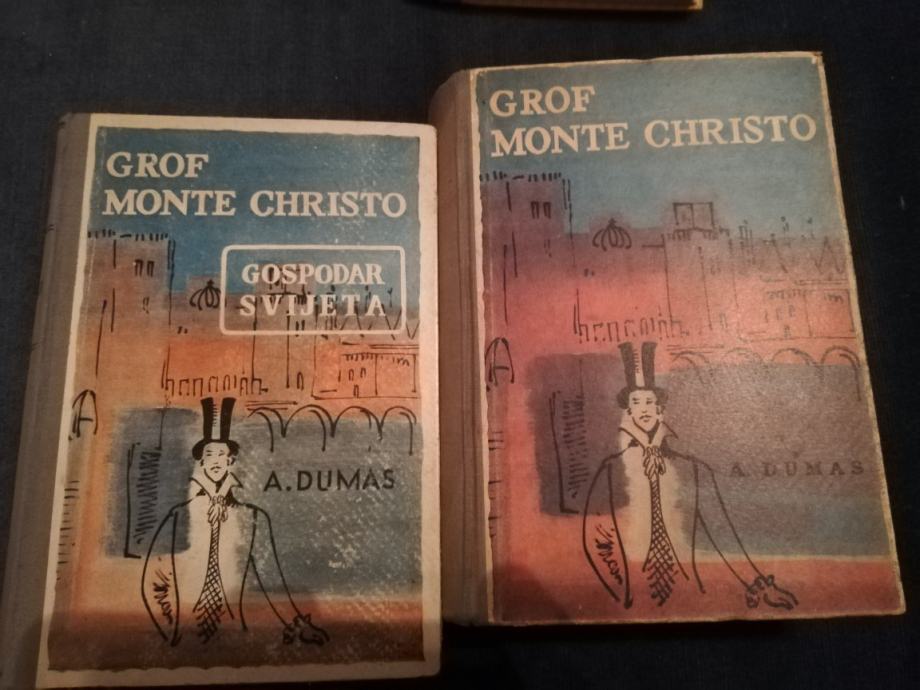 GROF
MONTE CHRISTO
GOSPODAR
SVIJETA
A.DUMAS
GROF
MONTE CHRISTO
A DUMAS